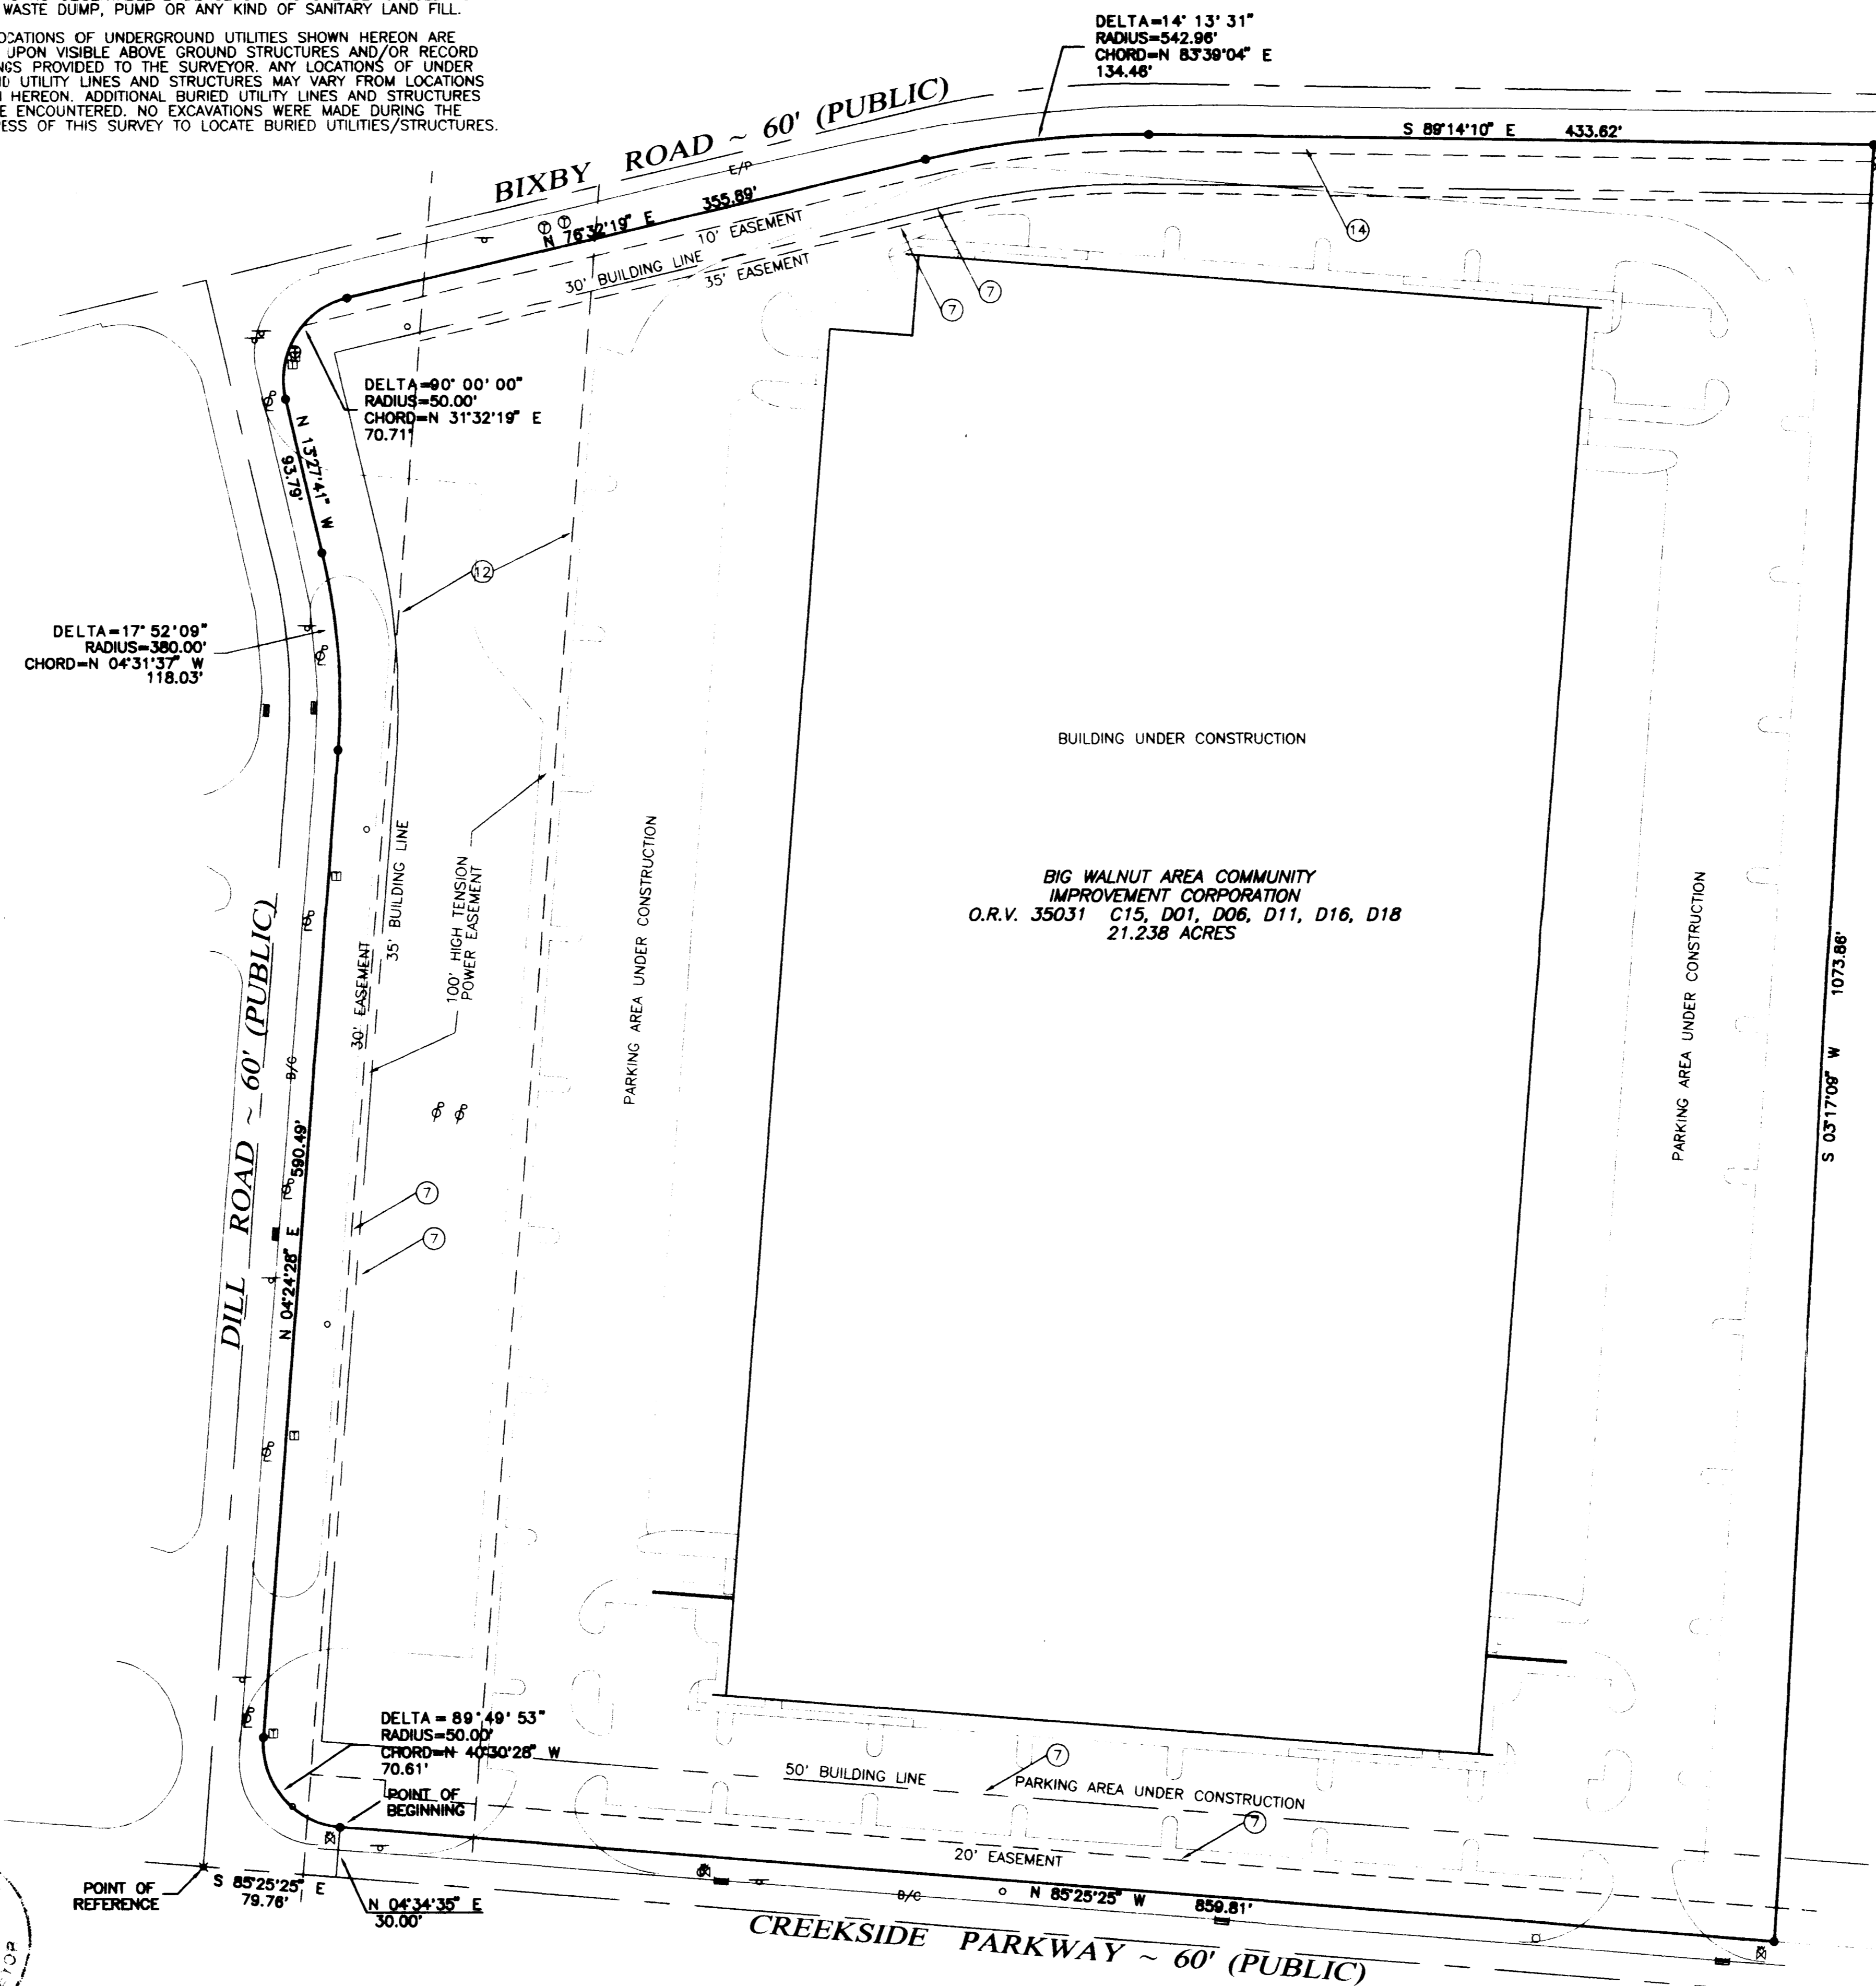 WASTE DUMP, PUMP OR ANY KIND OF SANITARY LAND FILL.
OCATIONS OF UNDERGROUND UTILITIES SHOWN HEREON ARE
UPON VISIBLE ABOVE GROUND STRUCTURES AND/OR RECORD
NGS PROVIDED TO THE SURVEYOR. ANY LOCATIONS OF UNDER
ND UTILITY LINES AND STRUCTURES MAY VARY FROM LOCATIONS
N HEREON. ADDITIONAL BURIED UTILITY LINES AND STRUCTURES
E ENCOUNTERED. NO EXCAVATIONS WERE MADE DURING THE
ESS OF THIS SURVEY TO LOCATE BURIED UTILITIES/STRUCTURES.
DELTA=14° 13' 31"
RADIUS=542.96'
CHORD=N 83°39'04" E
134.46'
BIXBY ROAD ~ 60' (PUBLIC)
E/P
S 89°14'10" E 433.62'
N 76°32'19" E 355.89'
10' EASEMENT
30' BUILDING LINE
35' EASEMENT
14
7
7
DELTA=90° 00' 00"
RADIUS=50.00'
CHORD=N 31°32'19" E
70.71'
N 13°27'41" W
93.79'
12
DELTA=17° 52'09"
RADIUS=380.00'
CHORD=N 04°31'37" W
118.03'
BUILDING UNDER CONSTRUCTION
BIG WALNUT AREA COMMUNITY
IMPROVEMENT CORPORATION
O.R.V. 35031 C15, D01, D06, D11, D16, D18
21.238 ACRES
DILL ROAD ~ 60' (PUBLIC)
B/C
N 04°24'28" E 590.49'
30' EASEMENT
35' BUILDING LINE
100' HIGH TENSION
POWER EASEMENT
PARKING AREA UNDER CONSTRUCTION
PARKING AREA UNDER CONSTRUCTION
S 03°17'09" W 1073.86'
7
7
DELTA = 89°49' 53"
RADIUS=50.00'
CHORD=N 40°30'28" W
70.61'
POINT OF
BEGINNING
50' BUILDING LINE
7
PARKING AREA UNDER CONSTRUCTION
7
20' EASEMENT
POINT OF
REFERENCE
S 85°25'25" E
79.76'
N 04°34'35" E
30.00'
B/C
N 85°25'25" W 859.81'
CREEKSIDE PARKWAY ~ 60' (PUBLIC)